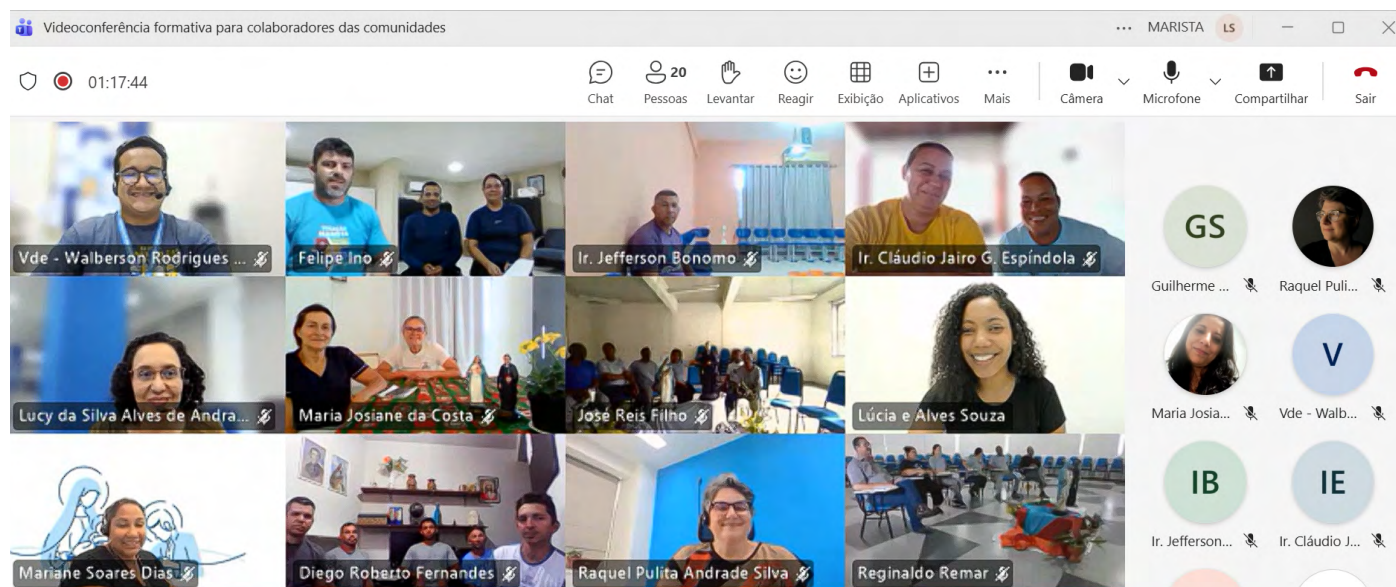 Videoconferência formativa para colaboradores das comunidades
... MARISTA LS
01:17:44
20
Chat Pessoas Levantar Reagir Exibição Aplicativos Mais Câmera Microfone Compartilhar Sair
Vde - Walberson Rodrigues ...
Felipe Ino
Ir. Jefferson Bonomo
Ir. Cláudio Jairo G. Espíndola
GS
Guilherme ...
Raquel Puli...
Lucy da Silva Alves de Andra...
Maria Josiane da Costa
José Reis Filho
Lúcia e Alves Souza
V
Maria Josia...
Vde - Walb...
IB
IE
Ir. Jefferson...
Ir. Cláudio J...
Mariane Soares Dias
Diego Roberto Fernandes
Raquel Pulita Andrade Silva
Reginaldo Remar